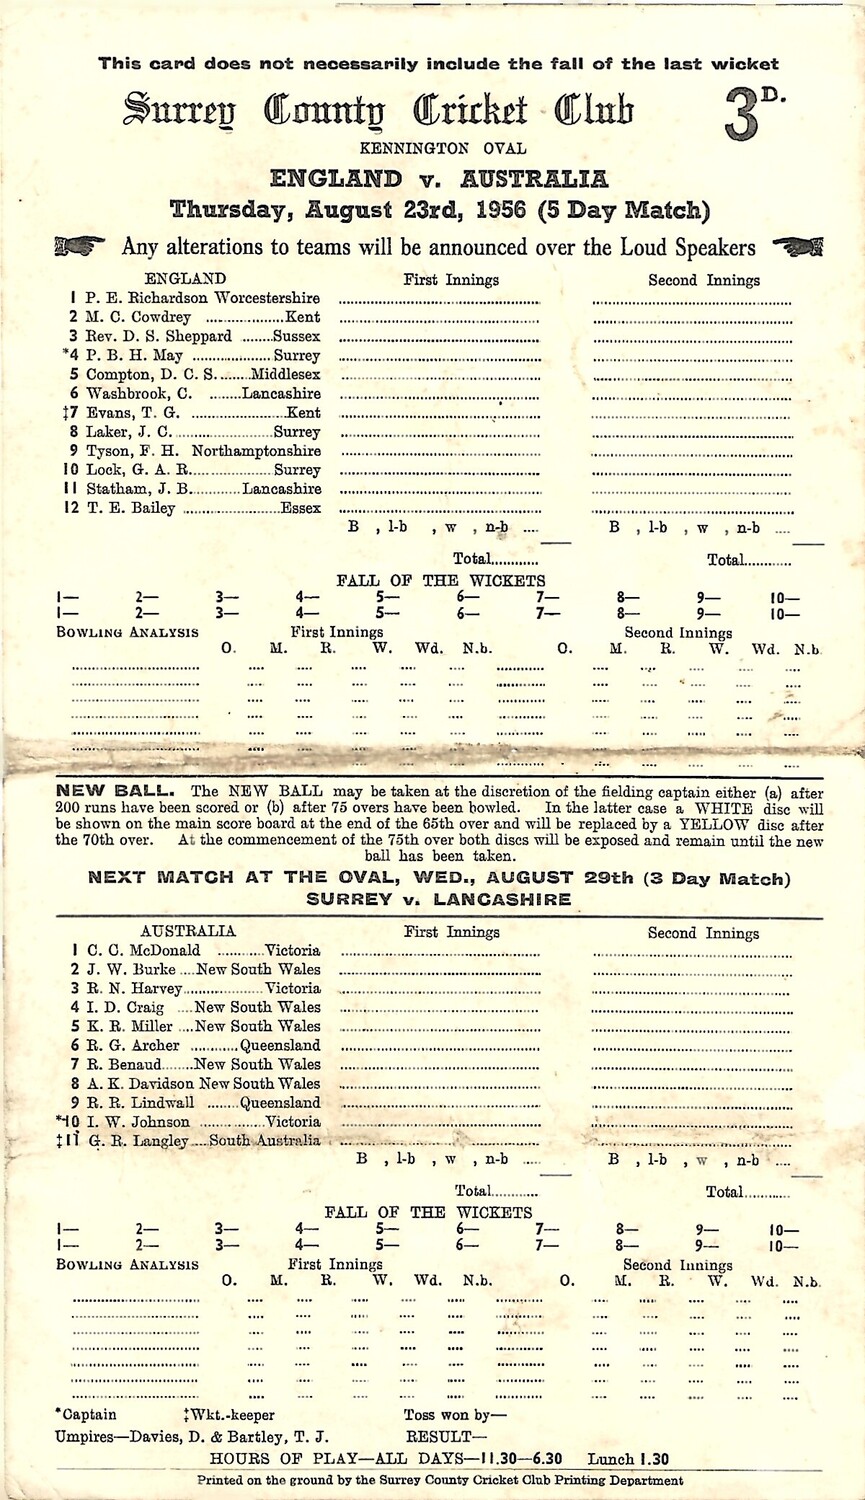 This card does not necessarily include the fall of the last wicket
Surrey County Cricket Club 3D.
KENNINGTON OVAL
ENGLAND v. AUSTRALIA
Thursday, August 23rd, 1956 (5 Day Match)
Any alterations to teams will be announced over the Loud Speakers
ENGLAND First Innings Second Innings
1 P. E. Richardson Worcestershire
2 M. C. Cowdrey ....................Kent
3 Rev. D. S. Sheppard ........Sussex
*4 P. B. H. May ....................Surrey
5 Compton, D. C. S........Middlesex
6 Washbrook, C. ........Lancashire
‡7 Evans, T. G. ........................Kent
8 Laker, J. C.........................Surrey
9 Tyson, F. H. Northamptonshire
10 Lock, G. A. R.....................Surrey
11 Statham, J. B............Lancashire
12 T. E. Bailey ........................Essex
B , l-b , w , n-b .... B , l-b , w , n-b ....
Total............ Total............
FALL OF THE WICKETS
1— 2— 3— 4— 5— 6— 7— 8— 9— 10—
1— 2— 3— 4— 5— 6— 7— 8— 9— 10—
BOWLING ANALYSIS First Innings Second Innings
O. M. R. W. Wd. N.b. O. M. R. W. Wd. N.b.
NEW BALL. The NEW BALL may be taken at the discretion of the fielding captain either (a) after
200 runs have been scored or (b) after 75 overs have been bowled. In the latter case a WHITE disc will
be shown on the main score board at the end of the 65th over and will be replaced by a YELLOW disc after
the 70th over. At the commencement of the 75th over both discs will be exposed and remain until the new
ball has been taken.
NEXT MATCH AT THE OVAL, WED., AUGUST 29th (3 Day Match)
SURREY v. LANCASHIRE
AUSTRALIA First Innings Second Innings
1 C. C. McDonald ...........Victoria
2 J. W. Burke ....New South Wales
3 R. N. Harvey....................Victoria
4 I. D. Craig ....New South Wales
5 K. R. Miller ....New South Wales
6 R. G. Archer ............Queensland
7 R. Benaud........New South Wales
8 A. K. Davidson New South Wales
9 R. R. Lindwall ........Queensland
*10 I. W. Johnson ................Victoria
‡11 G. R. Langley....South Australia
B , l-b , w , n-b .... B , l-b , w , n-b ....
Total............ Total............
FALL OF THE WICKETS
1— 2— 3— 4— 5— 6— 7— 8— 9— 10—
1— 2— 3— 4— 5— 6— 7— 8— 9— 10—
BOWLING ANALYSIS First Innings Second Innings
O. M. R. W. Wd. N.b. O. M. R. W. Wd. N.b.
*Captain ‡Wkt.-keeper Toss won by—
Umpires—Davies, D. & Bartley, T. J. RESULT—
HOURS OF PLAY—ALL DAYS—11.30—6.30 Lunch 1.30
Printed on the ground by the Surrey County Cricket Club Printing Department